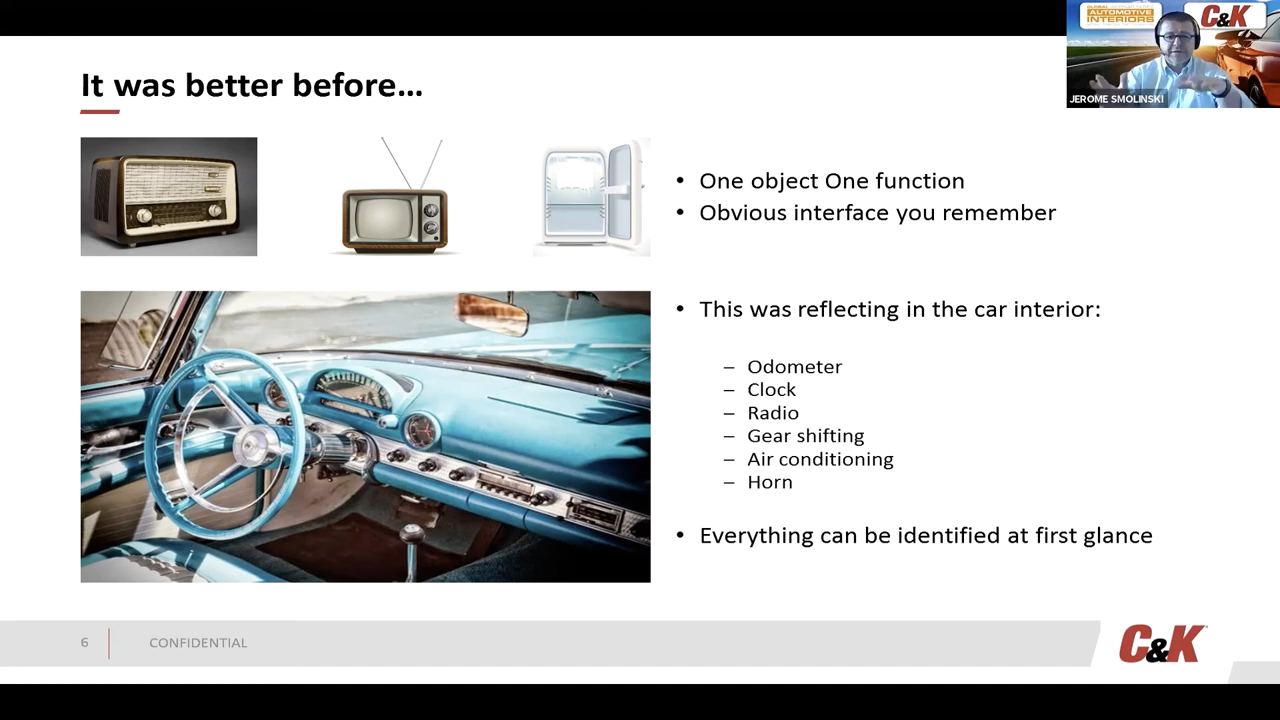 It was better before...
GLOBAL
AUTOMOTIVE
INTERIORS
C&K
JEROME SMOLINSKI
• One object One function
• Obvious interface you remember
• This was reflecting in the car interior:
– Odometer
– Clock
– Radio
– Gear shifting
– Air conditioning
– Horn
• Everything can be identified at first glance
6
CONFIDENTIAL
C&K